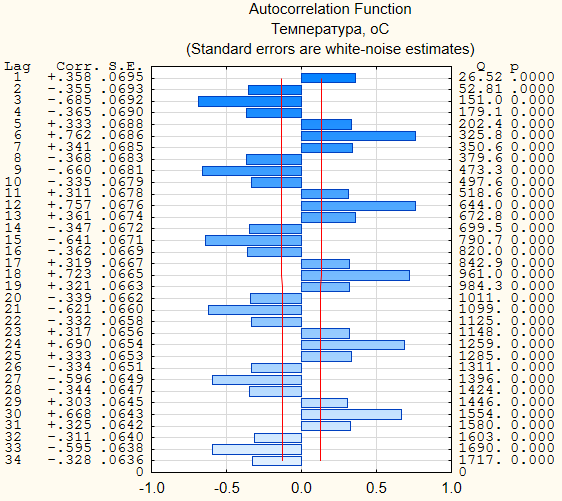 Autocorrelation Function
Температура, oC
(Standard errors are white-noise estimates)
Lag Corr. S.E. Q p
1 +.358 .0695 26.52 .0000
2 -.355 .0693 52.81 .0000
3 -.685 .0692 151.0 0.000
4 -.365 .0690 179.1 0.000
5 +.333 .0688 202.4 0.000
6 +.762 .0686 325.8 0.000
7 +.341 .0685 350.6 0.000
8 -.368 .0683 379.6 0.000
9 -.660 .0681 473.3 0.000
10 -.335 .0679 497.6 0.000
11 +.311 .0678 518.6 0.000
12 +.757 .0676 644.0 0.000
13 +.361 .0674 672.8 0.000
14 -.347 .0672 699.5 0.000
15 -.641 .0671 790.7 0.000
16 -.362 .0669 820.0 0.000
17 +.319 .0667 842.9 0.000
18 +.723 .0665 961.0 0.000
19 +.321 .0663 984.3 0.000
20 -.339 .0662 1011. 0.000
21 -.621 .0660 1099. 0.000
22 -.332 .0658 1125. 0.000
23 +.317 .0656 1148. 0.000
24 +.690 .0654 1259. 0.000
25 +.333 .0653 1285. 0.000
26 -.334 .0651 1311. 0.000
27 -.596 .0649 1396. 0.000
28 -.344 .0647 1424. 0.000
29 +.303 .0645 1446. 0.000
30 +.668 .0643 1554. 0.000
31 +.325 .0642 1580. 0.000
32 -.311 .0640 1603. 0.000
33 -.595 .0638 1690. 0.000
34 -.328 .0636 1717. 0.000
0 0
-1.0 -0.5 0.0 0.5 1.0